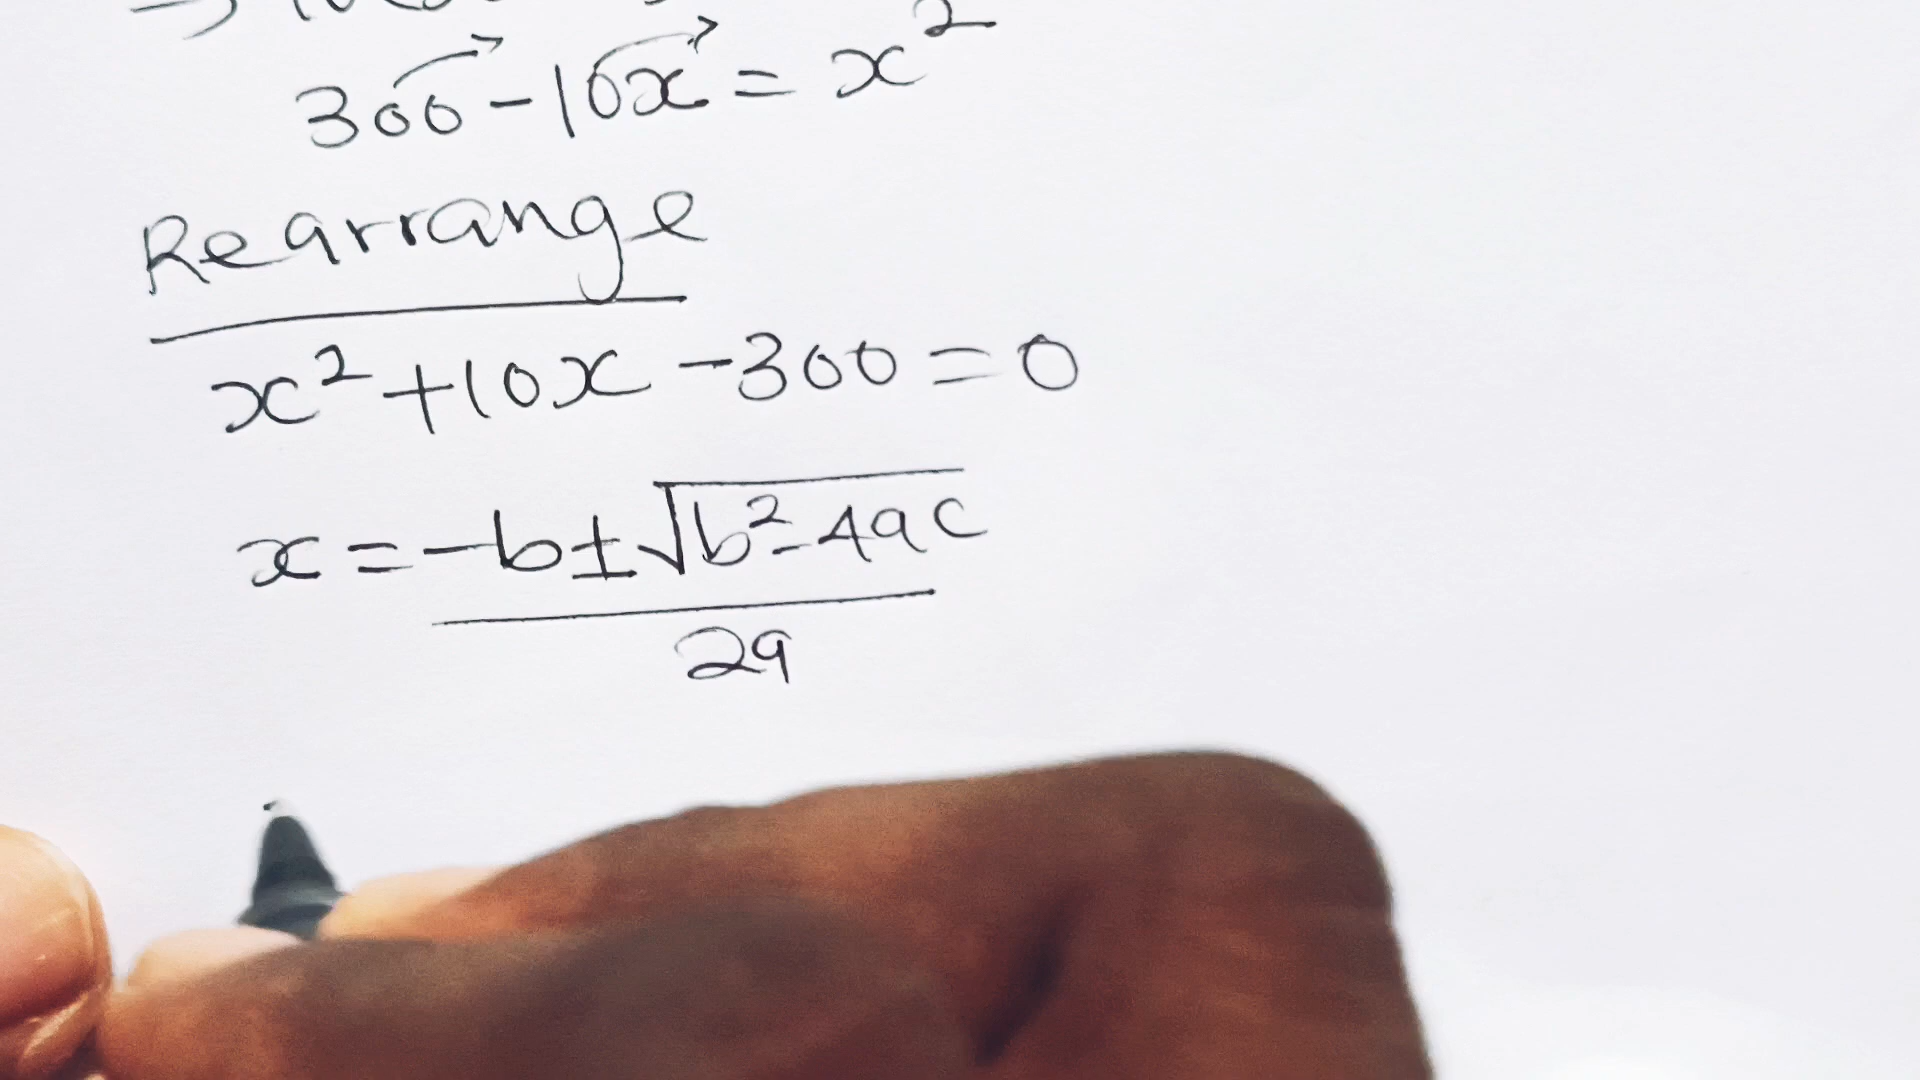 300 - 10x = x²
Rearrange
x² + 10x - 300 = 0
x = -b ± √b² - 4ac
2a